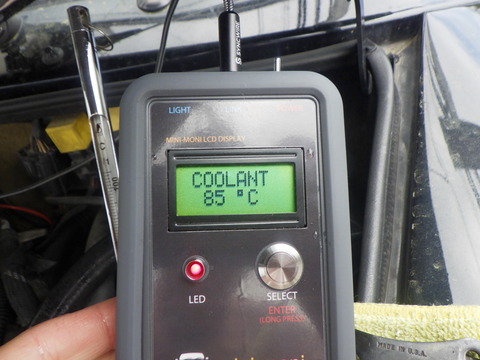 LIGHT
MINI-MONI LCD DISPLAY
COOLANT
85 °C
LED
SELECT
ENTER
(LONG PRESS)
MADE IN U.S.A.